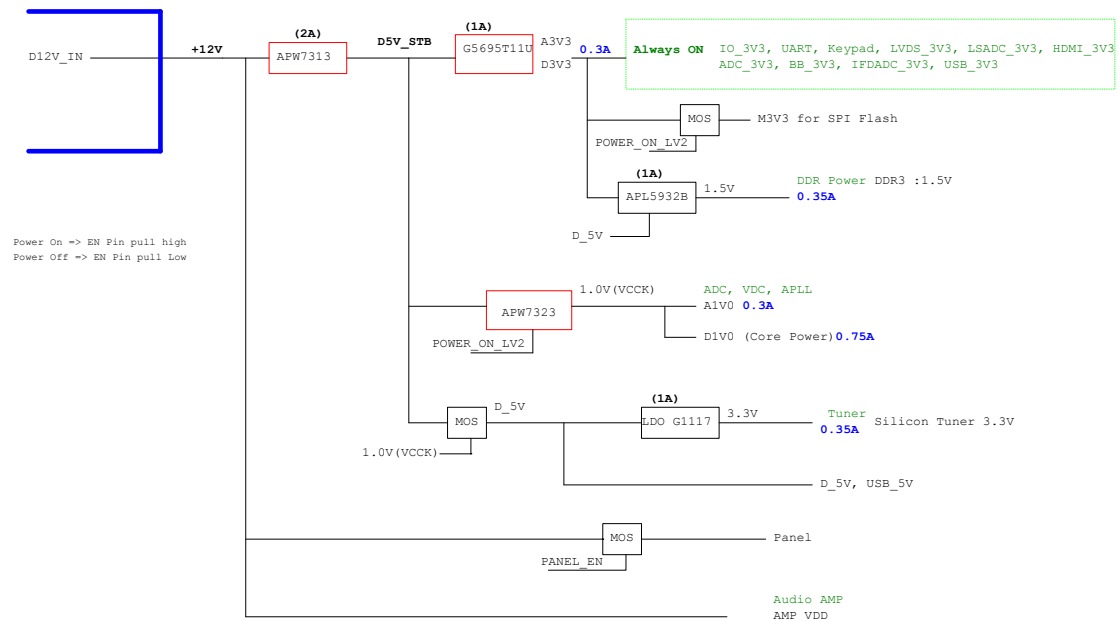 D12V_IN
+12V
(2A)
APW7313
D5V_STB
(1A)
G5695T11U
A3V3
D3V3
0.3A
Always ON IO_3V3, UART, Keypad, LVDS_3V3, LSADC_3V3, HDMI_3V3
ADC_3V3, BB_3V3, IFDADC_3V3, USB_3V3
MOS
M3V3 for SPI Flash
POWER_ON_LV2
(1A)
APL5932B
1.5V
DDR Power DDR3 :1.5V
0.35A
D_5V
Power On => EN Pin pull high
Power Off => EN Pin pull Low
APW7323
1.0V(VCCK)
ADC, VDC, APLL
A1V0 0.3A
D1V0 (Core Power)0.75A
POWER_ON_LV2
MOS
D_5V
1.0V(VCCK)
(1A)
LDO G1117
3.3V
Tuner
0.35A
Silicon Tuner 3.3V
D_5V, USB_5V
MOS
Panel
PANEL_EN
Audio AMP
AMP VDD